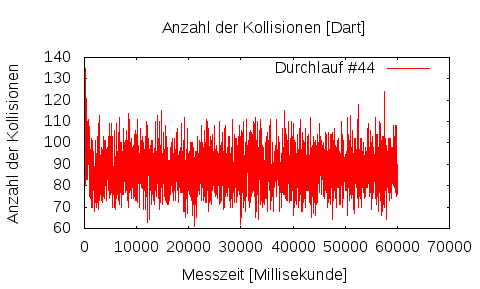 Anzahl der Kollisionen [Dart]
Durchlauf #44
Anzahl der Kollisionen
140
130
120
110
100
90
80
70
60
0 10000 20000 30000 40000 50000 60000 70000
Messzeit [Millisekunde]